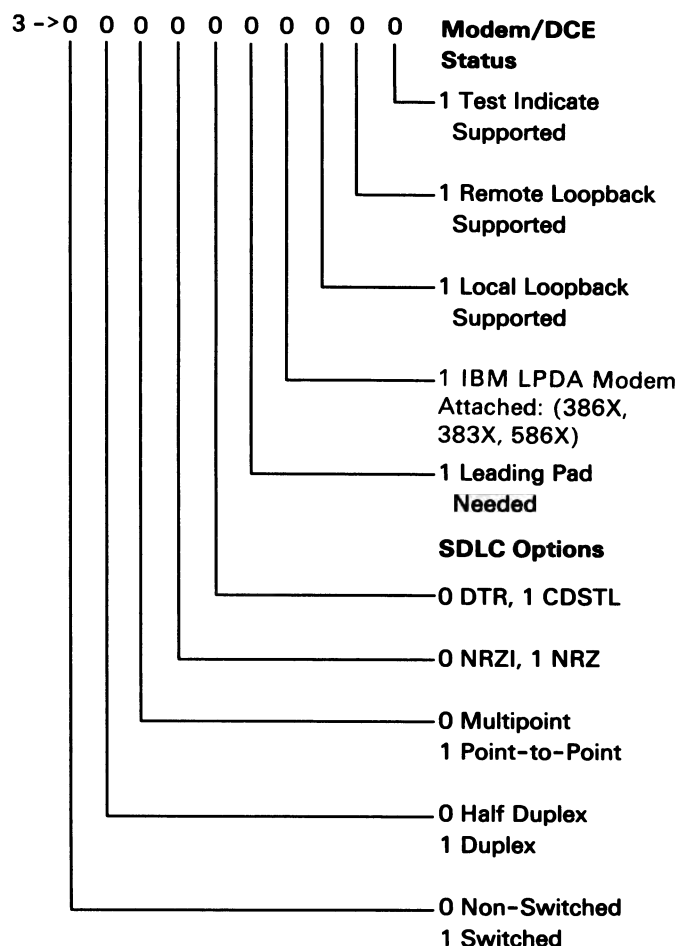 3 ->0 0 0 0 0 0 0 0 0 0 Modem/DCE
Status
1 Test Indicate
Supported
1 Remote Loopback
Supported
1 Local Loopback
Supported
1 IBM LPDA Modem
Attached: (386X,
383X, 586X)
1 Leading Pad
Needed
SDLC Options
0 DTR, 1 CDSTL
0 NRZI, 1 NRZ
0 Multipoint
1 Point-to-Point
0 Half Duplex
1 Duplex
0 Non-Switched
1 Switched